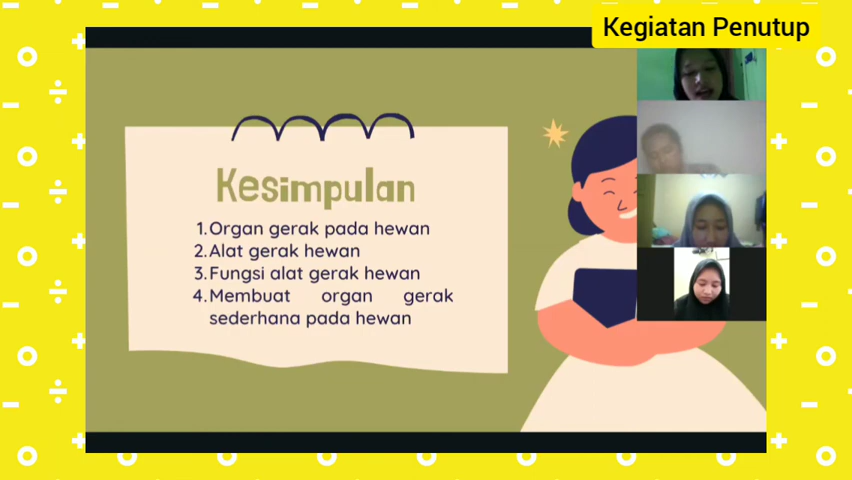 Kegiatan Penutup
Kesimpulan
1. Organ gerak pada hewan
2. Alat gerak hewan
3. Fungsi alat gerak hewan
4. Membuat organ gerak
sederhana pada hewan